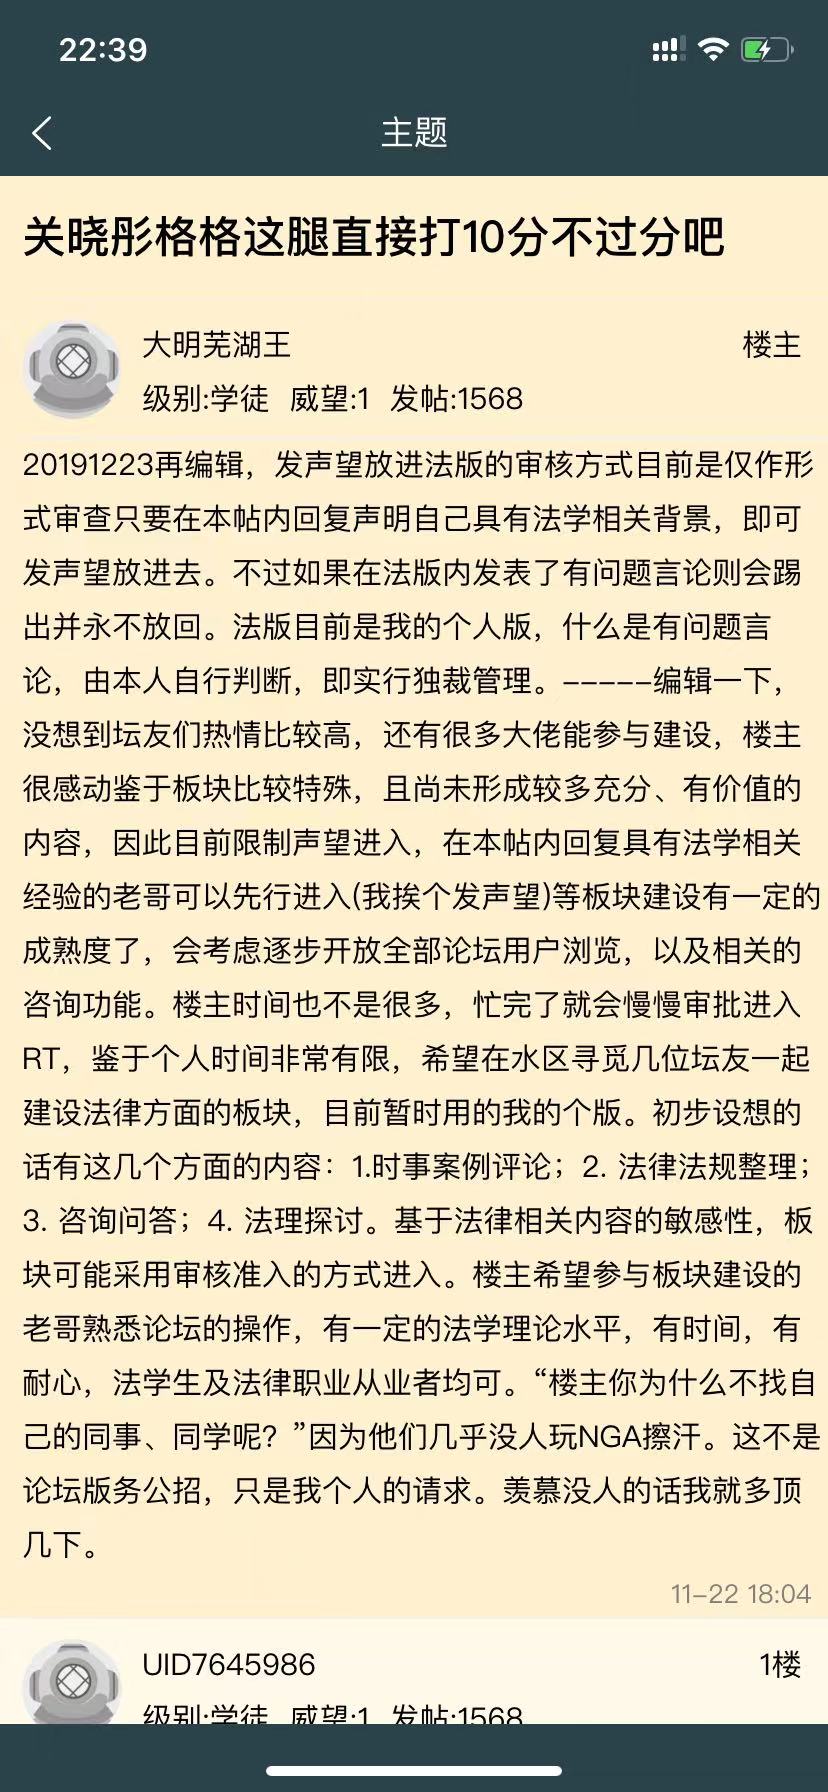 22:39
主题
关晓彤格格这腿直接打10分不过分吧
大明芜湖王
楼主
级别:学徒 威望:1 发帖:1568
20191223再编辑，发声望放进法版的审核方式目前是仅作形
式审查只要在本帖内回复声明自己具有法学相关背景，即可
发声望放进去。不过如果在法版内发表了有问题言论则会踢
出并永不放回。法版目前是我的个人版，什么是有问题言
论，由本人自行判断，即实行独裁管理。-----编辑一下，
没想到坛友们热情比较高，还有很多大佬能参与建设，楼主
很感动鉴于板块比较特殊，且尚未形成较多充分、有价值的
内容，因此目前限制声望进入，在本帖内回复具有法学相关
经验的老哥可以先行进入(我挨个发声望)等板块建设有一定的
成熟度了，会考虑逐步开放全部论坛用户浏览，以及相关的
咨询功能。楼主时间也不是很多，忙完了就会慢慢审批进入
RT，鉴于个人时间非常有限，希望在水区寻觅几位坛友一起
建设法律方面的板块，目前暂时用的我的个版。初步设想的
话有这几个方面的内容：1.时事案例评论；2. 法律法规整理；
3. 咨询问答；4. 法理探讨。基于法律相关内容的敏感性，板
块可能采用审核准入的方式进入。楼主希望参与板块建设的
老哥熟悉论坛的操作，有一定的法学理论水平，有时间，有
耐心，法学生及法律职业从业者均可。“楼主你为什么不找自
己的同事、同学呢？”因为他们几乎没人玩NGA擦汗。这不是
论坛版务公招，只是我个人的请求。羡慕没人的话我就多顶
几下。
11-22 18:04
UID7645986
1楼
级别:学徒 威望:1 发帖:1568